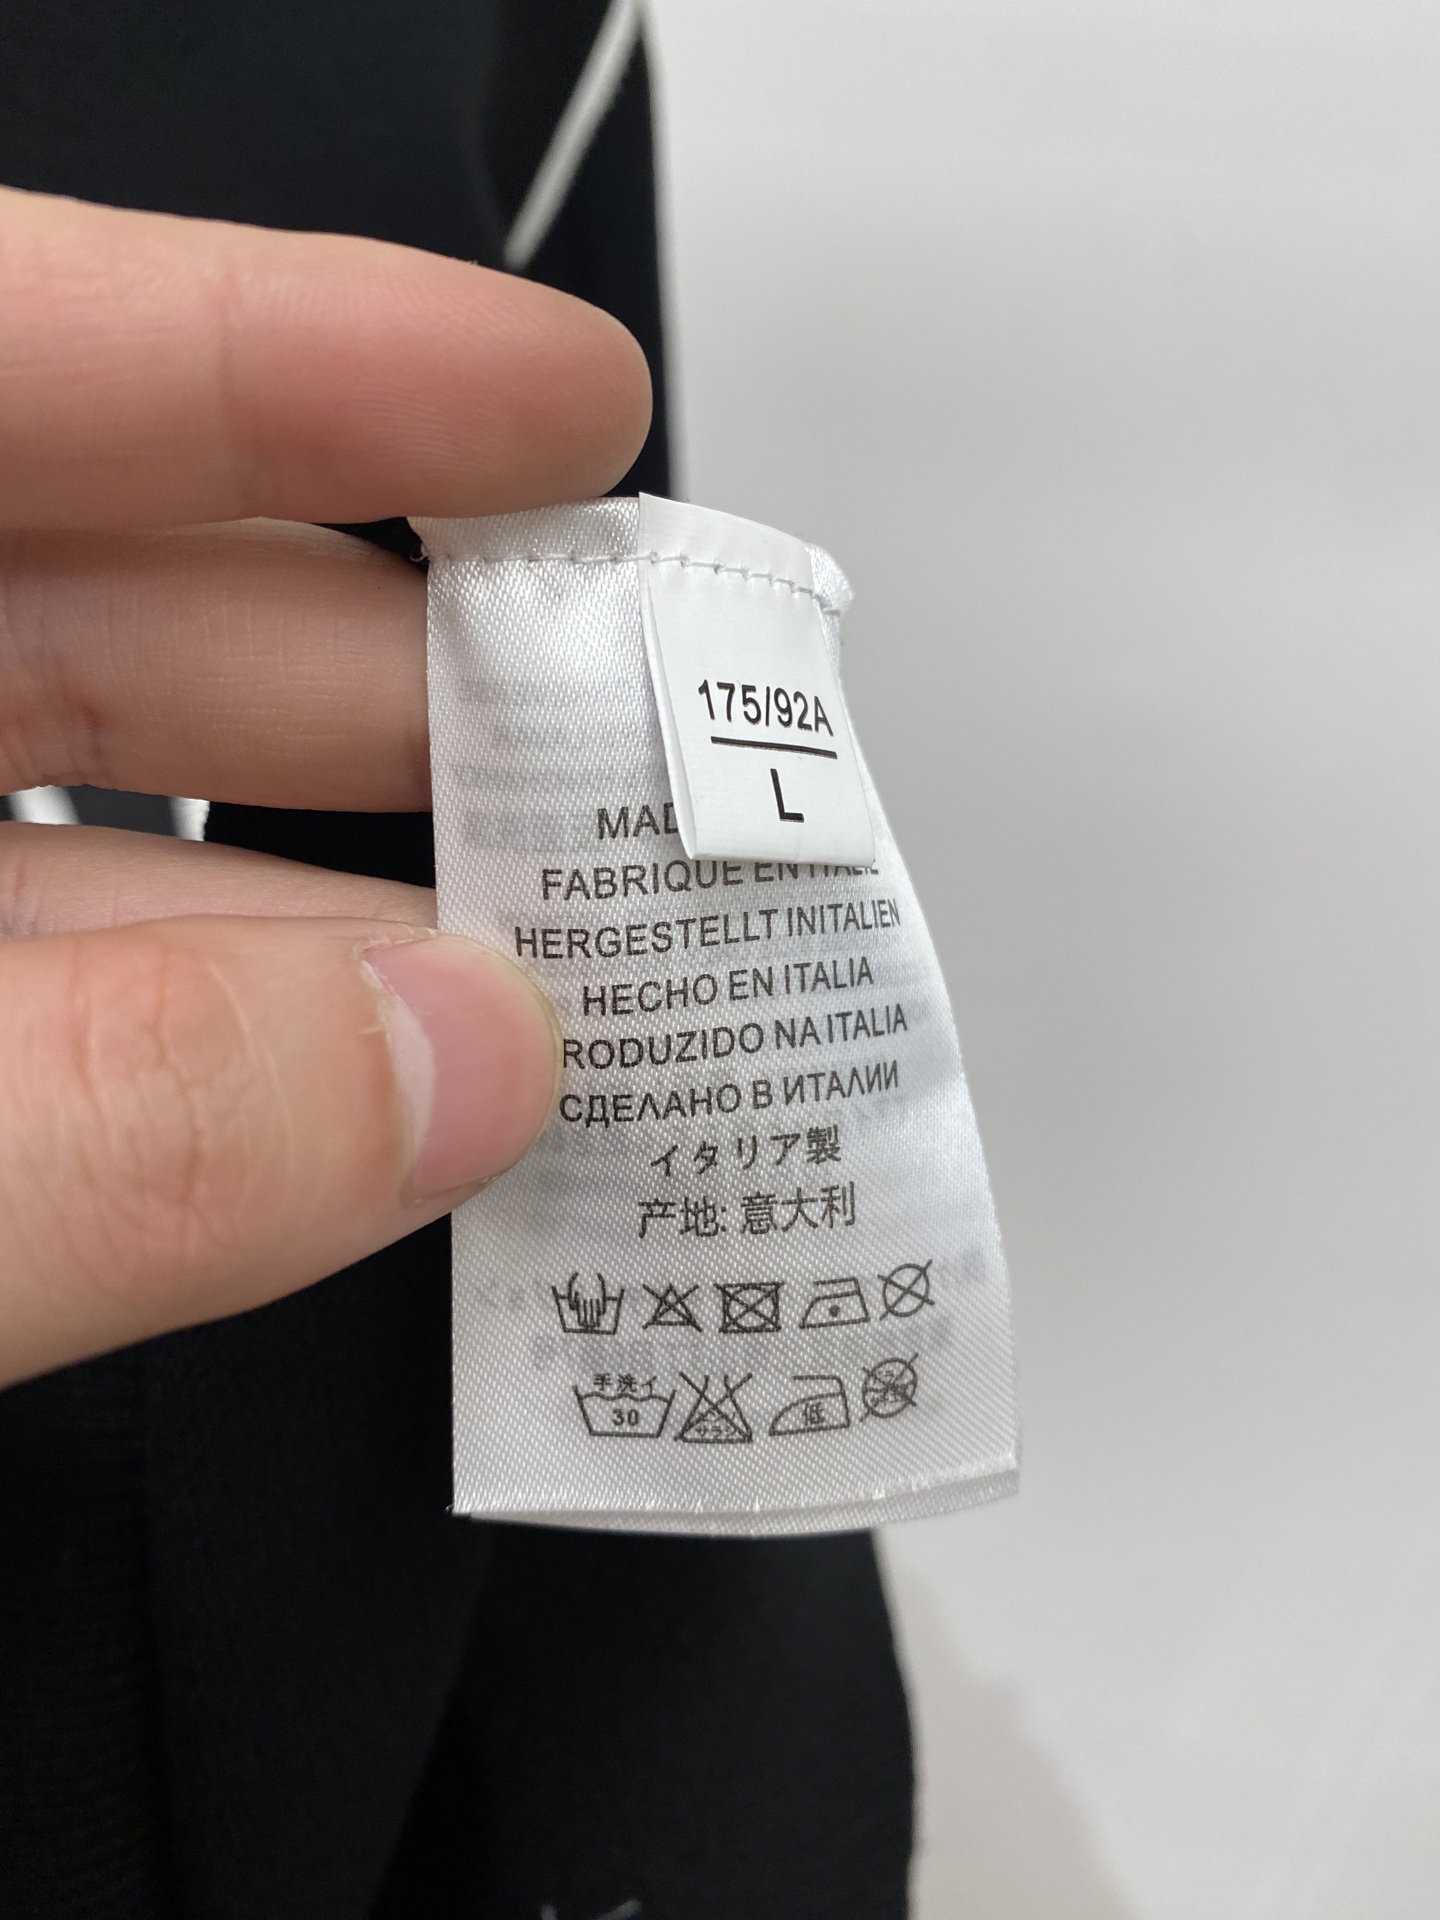 175/92A
L
MAD
FABRIQUE EN ITALIE
HERGESTELLT INITALIEN
HECHO EN ITALIA
RODUZIDO NA ITALIA
СДЕЛАНО В ИТАЛИИ
イタリア製
产地: 意大利
手洗イ
30
低